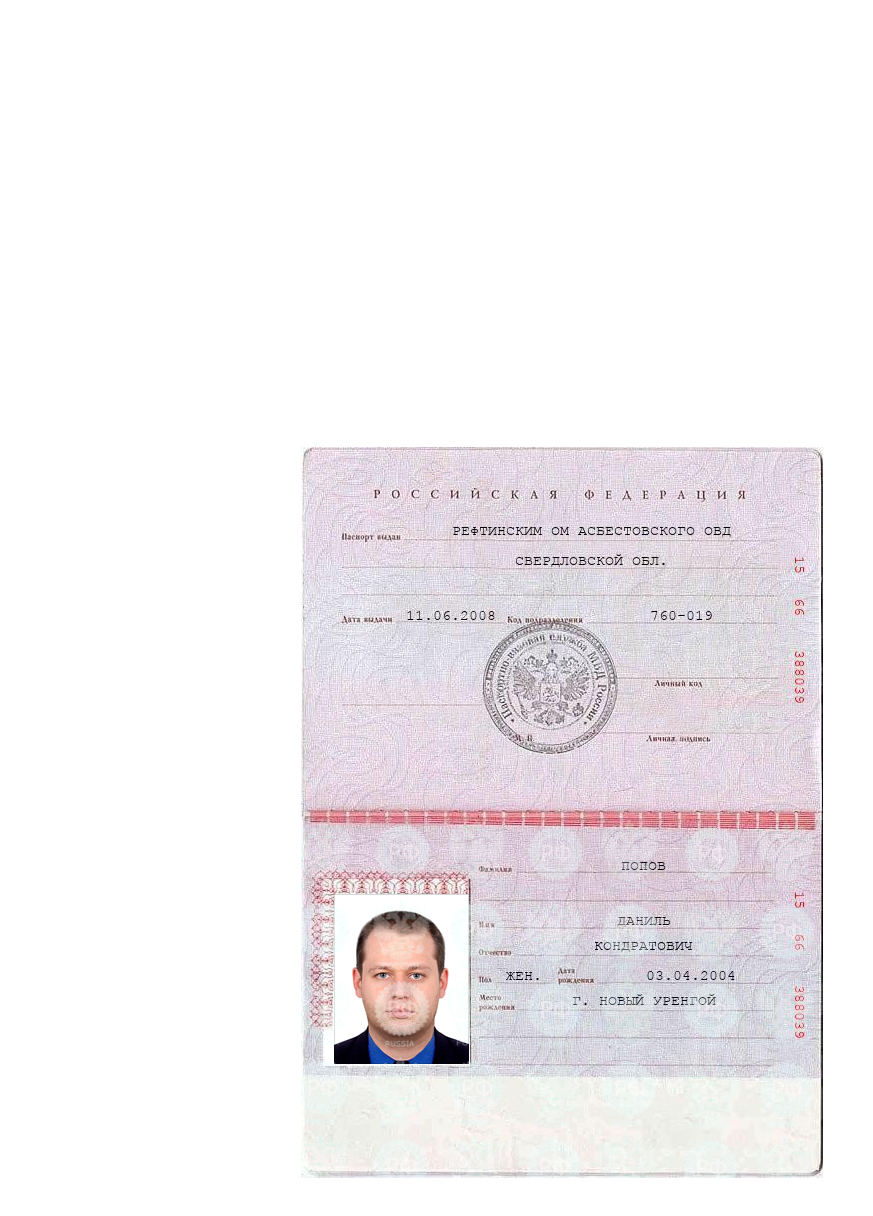 РОССИЙСКАЯ ФЕДЕРАЦИЯ
Паспорт выдан РЕФТИНСКИМ ОМ АСБЕСТОВСКОГО ОВД
СВЕРДЛОВСКОЙ ОБЛ.
Дата выдачи 11.06.2008 Код подразделения 760-019
Паспортно-визовая служба МВД России
Личный код
Личная подпись
15 66 388039
Фамилия ПОПОВ
Имя ДАНИЛЬ
Отчество КОНДРАТОВИЧ
Пол ЖЕН. Дата рождения 03.04.2004
Место рождения Г. НОВЫЙ УРЕНГОЙ
15 66 388039
RUSSIA